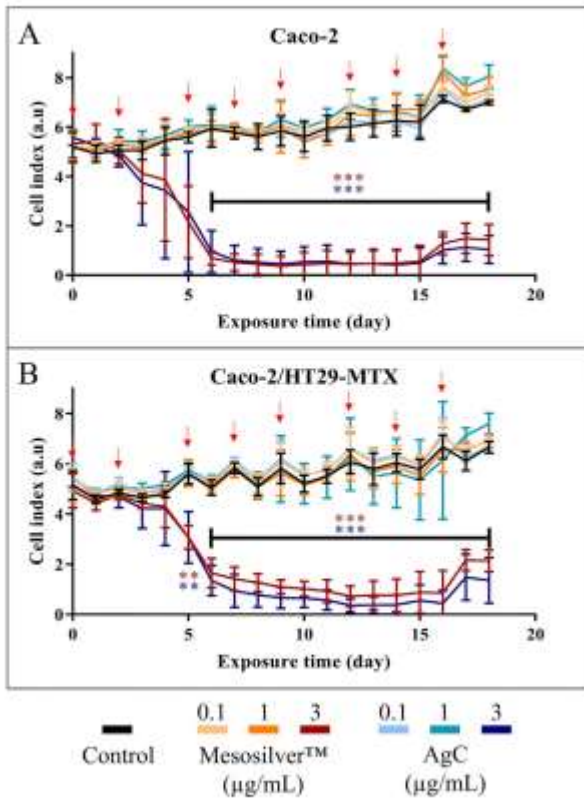 A
Caco-2
8
6
4
2
0
Cell index (a.u)
***
***
0 5 10 15 20
Exposure time (day)
B
Caco-2/HT29-MTX
8
6
4
2
0
Cell index (a.u)
***
***
**
**
0 5 10 15 20
Exposure time (day)
0.1 1 3 0.1 1 3
Control Mesosilver™ AgC
(µg/mL) (µg/mL)